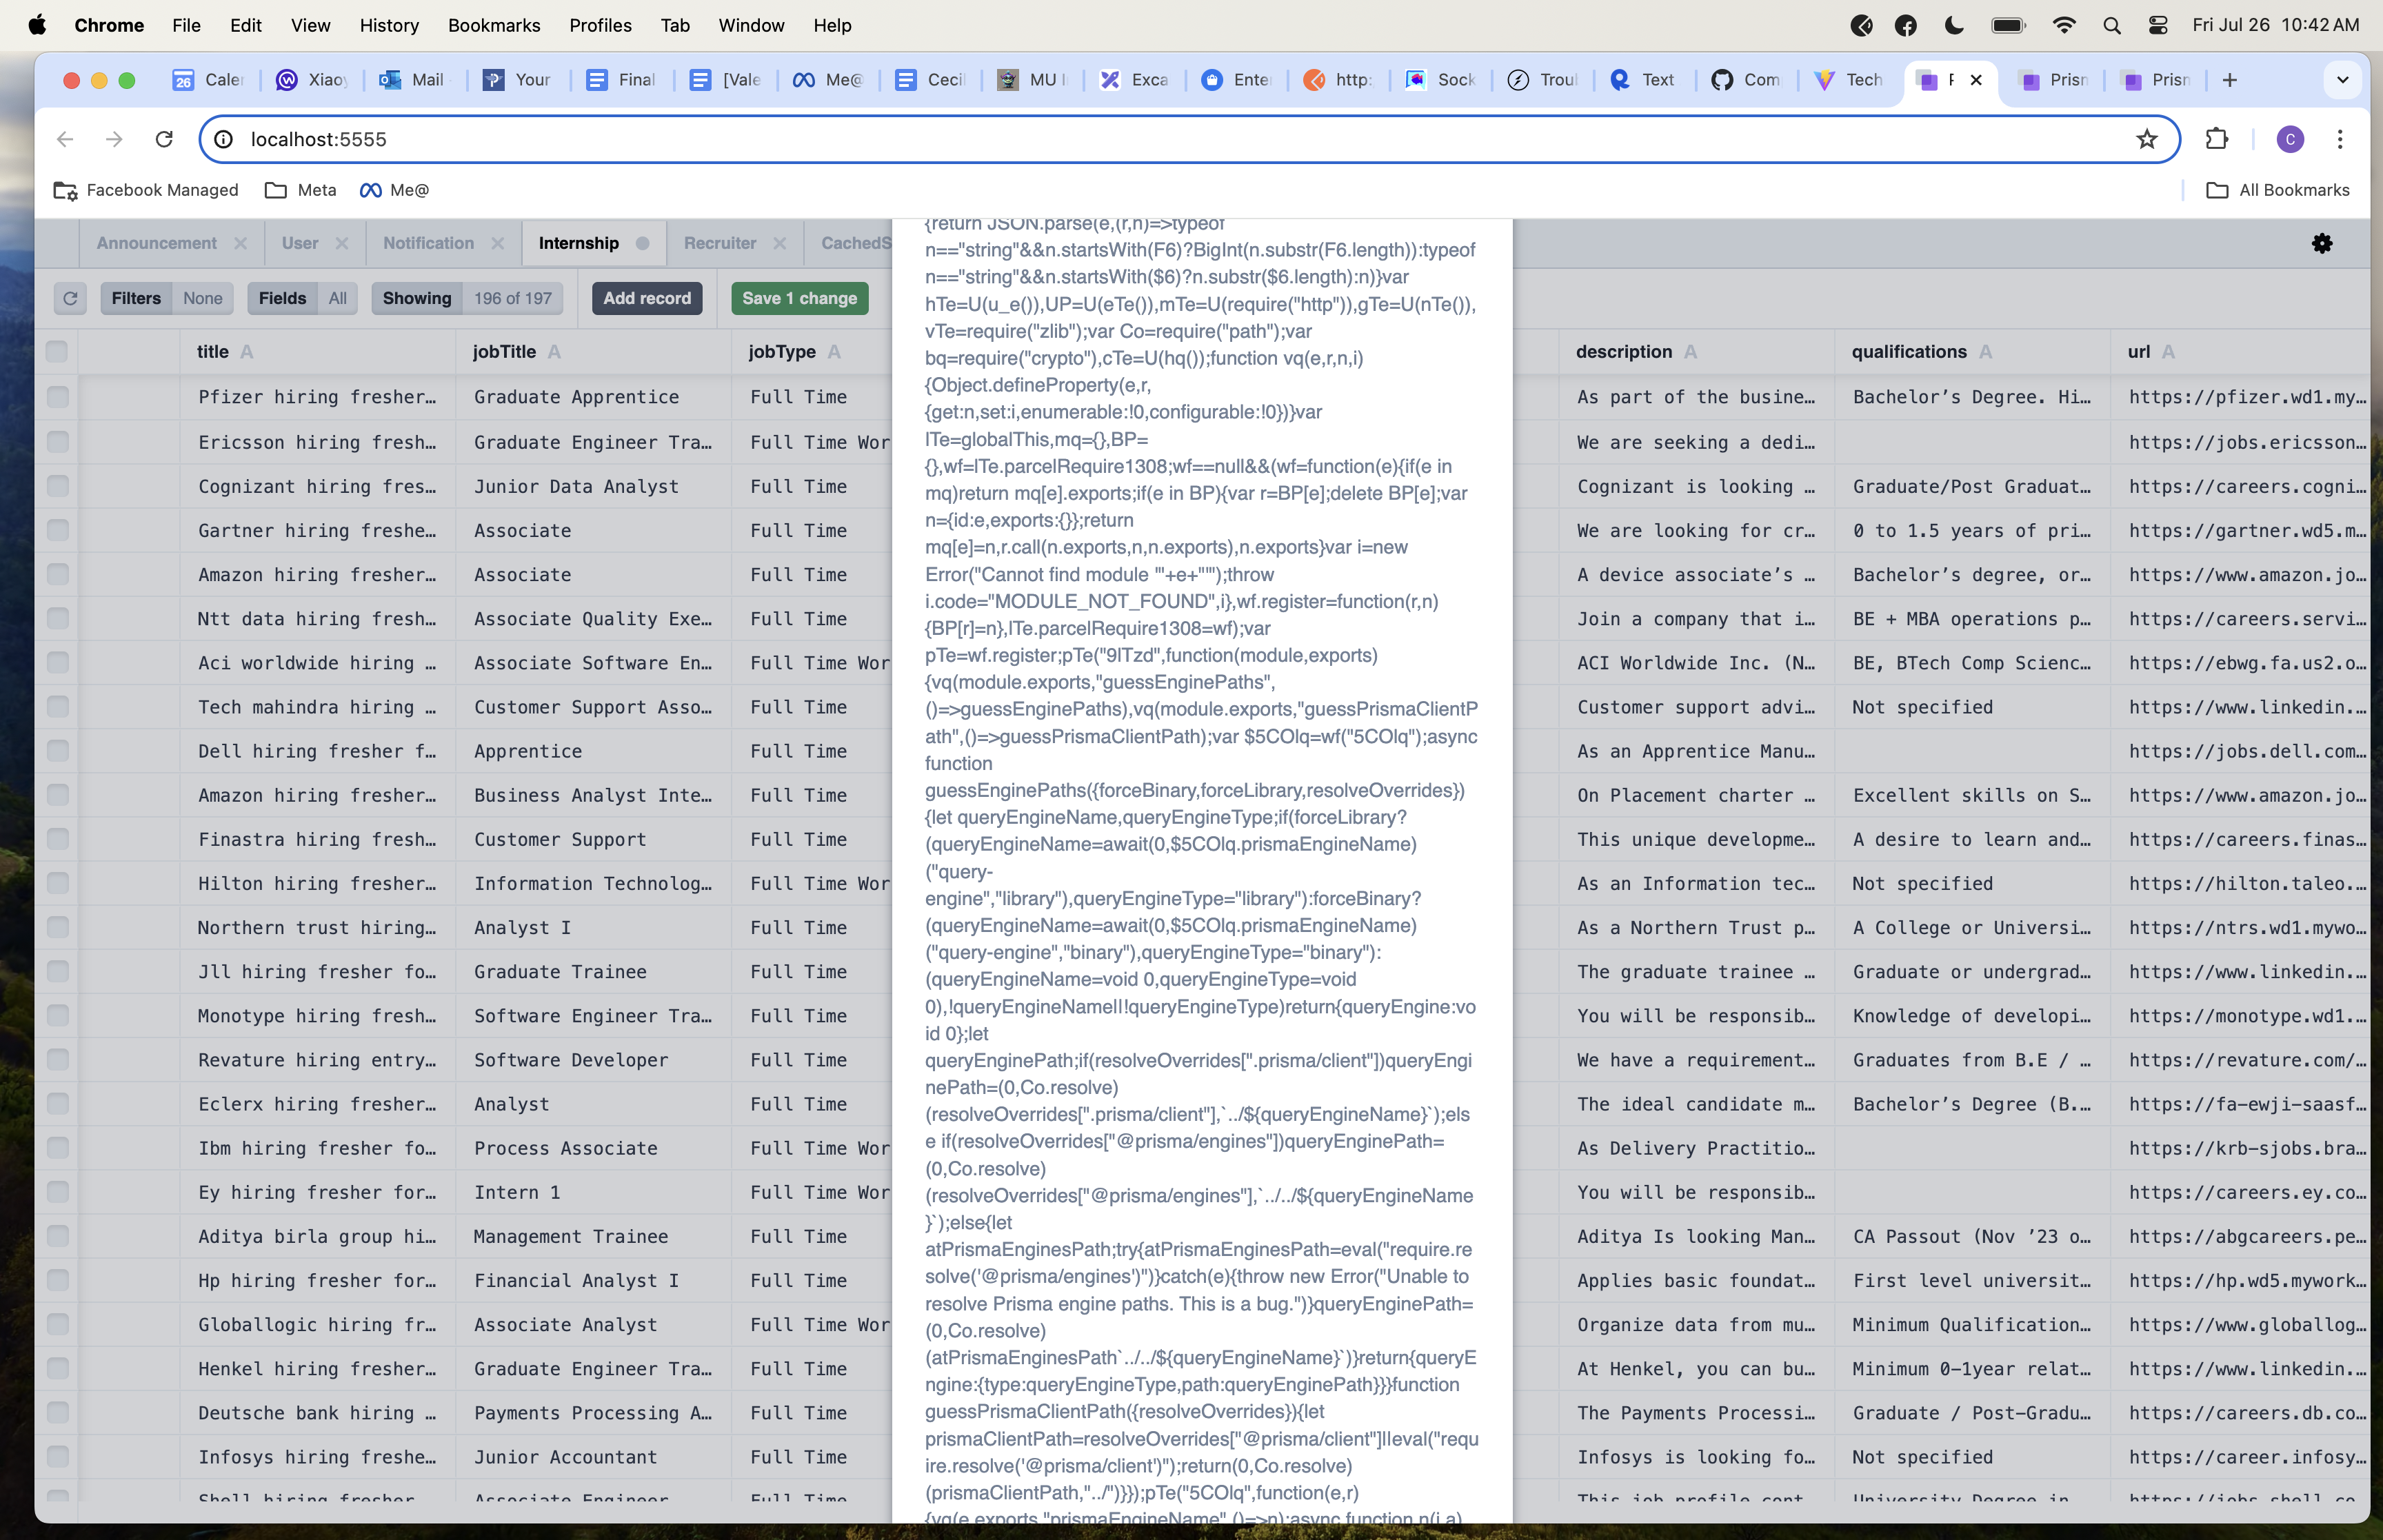 Chrome File Edit View History Bookmarks Profiles Tab Window Help Fri Jul 26 10:42 AM
26 Caler Xiaoy Mail Your Final [Vale Me@ Cecil MU I Exca Enter http: Sock Troul Text Com Tech F Prism Prism
localhost:5555 C
Facebook Managed Meta Me@ All Bookmarks
Announcement User Notification Internship Recruiter CachedS
Filters None Fields All Showing 196 of 197 Add record Save 1 change
title A jobTitle A jobType A description A qualifications A url A
Pfizer hiring fresher… Graduate Apprentice Full Time As part of the busine… Bachelor’s Degree. Hi… https://pfizer.wd1.my…
Ericsson hiring fresh… Graduate Engineer Tra… Full Time Wor We are seeking a dedi… https://jobs.ericsson…
Cognizant hiring fres… Junior Data Analyst Full Time Cognizant is looking … Graduate/Post Graduat… https://careers.cogni…
Gartner hiring freshe… Associate Full Time We are looking for cr… 0 to 1.5 years of pri… https://gartner.wd5.m…
Amazon hiring fresher… Associate Full Time A device associate’s … Bachelor’s degree, or… https://www.amazon.jo…
Ntt data hiring fresh… Associate Quality Exe… Full Time Join a company that i… BE + MBA operations p… https://careers.servi…
Aci worldwide hiring … Associate Software En… Full Time Wor ACI Worldwide Inc. (N… BE, BTech Comp Scienc… https://ebwg.fa.us2.o…
Tech mahindra hiring … Customer Support Asso… Full Time Customer support advi… Not specified https://www.linkedin.…
Dell hiring fresher f… Apprentice Full Time As an Apprentice Manu… https://jobs.dell.com…
Amazon hiring fresher… Business Analyst Inte… Full Time On Placement charter … Excellent skills on S… https://www.amazon.jo…
Finastra hiring fresh… Customer Support Full Time This unique developme… A desire to learn and… https://careers.finas…
Hilton hiring fresher… Information Technolog… Full Time Wor As an Information tec… Not specified https://hilton.taleo.…
Northern trust hiring… Analyst I Full Time As a Northern Trust p… A College or Universi… https://ntrs.wd1.mywo…
Jll hiring fresher fo… Graduate Trainee Full Time The graduate trainee … Graduate or undergrad… https://www.linkedin.…
Monotype hiring fresh… Software Engineer Tra… Full Time You will be responsib… Knowledge of developi… https://monotype.wd1.…
Revature hiring entry… Software Developer Full Time We have a requirement… Graduates from B.E / … https://revature.com/…
Eclerx hiring fresher… Analyst Full Time The ideal candidate m… Bachelor’s Degree (B.… https://fa-ewji-saasf…
Ibm hiring fresher fo… Process Associate Full Time Wor As Delivery Practitio… https://krb-sjobs.bra…
Ey hiring fresher for… Intern 1 Full Time Wor You will be responsib… https://careers.ey.co…
Aditya birla group hi… Management Trainee Full Time Aditya Is looking Man… CA Passout (Nov ’23 o… https://abgcareers.pe…
Hp hiring fresher for… Financial Analyst I Full Time Applies basic foundat… First level universit… https://hp.wd5.mywork…
Globallogic hiring fr… Associate Analyst Full Time Wor Organize data from mu… Minimum Qualification… https://www.globallog…
Henkel hiring fresher… Graduate Engineer Tra… Full Time At Henkel, you can bu… Minimum 0-1year relat… https://www.linkedin.…
Deutsche bank hiring … Payments Processing A… Full Time The Payments Processi… Graduate / Post-Gradu… https://careers.db.co…
Infosys hiring freshe… Junior Accountant Full Time Infosys is looking fo… Not specified https://career.infosy…
Shell hiring fresher Associate Engineer Full Time This job profile cont University Degree in https://jobs.shell.co
{return JSON.parse(e,(r,n)=>typeof
n=="string"&&n.startsWith(F6)?BigInt(n.substr(F6.length)):typeof
n=="string"&&n.startsWith($6)?n.substr($6.length):n)}var
hTe=U(u_e()),UP=U(eTe()),mTe=U(require("http")),gTe=U(nTe()),
vTe=require("zlib");var Co=require("path");var
bq=require("crypto"),cTe=U(hq());function vq(e,r,n,i)
{Object.defineProperty(e,r,
{get:n,set:i,enumerable:!0,configurable:!0})}var
lTe=globalThis,mq={},BP=
{},wf=lTe.parcelRequire1308;wf==null&&(wf=function(e){if(e in
mq)return mq[e].exports;if(e in BP){var r=BP[e];delete BP[e];var
n={id:e,exports:{}};return
mq[e]=n,r.call(n.exports,n,n.exports),n.exports}var i=new
Error("Cannot find module '"+e+"'");throw
i.code="MODULE_NOT_FOUND",i},wf.register=function(r,n)
{BP[r]=n},lTe.parcelRequire1308=wf);var
pTe=wf.register;pTe("9lTzd",function(module,exports)
{vq(module.exports,"guessEnginePaths",
()=>guessEnginePaths),vq(module.exports,"guessPrismaClientP
ath",()=>guessPrismaClientPath);var $5COlq=wf("5COlq");async
function
guessEnginePaths({forceBinary,forceLibrary,resolveOverrides})
{let queryEngineName,queryEngineType;if(forceLibrary?
(queryEngineName=await(0,$5COlq.prismaEngineName)
("query-
engine","library"),queryEngineType="library"):forceBinary?
(queryEngineName=await(0,$5COlq.prismaEngineName)
("query-engine","binary"),queryEngineType="binary"):
(queryEngineName=void 0,queryEngineType=void
0),!queryEngineName||!queryEngineType)return{queryEngine:vo
id 0};let
queryEnginePath;if(resolveOverrides[".prisma/client"])queryEngi
nePath=(0,Co.resolve)
(resolveOverrides[".prisma/client"],`../${queryEngineName}`);els
e if(resolveOverrides["@prisma/engines"])queryEnginePath=
(0,Co.resolve)
(resolveOverrides["@prisma/engines"],`../../${queryEngineName
}`);else{let
atPrismaEnginesPath;try{atPrismaEnginesPath=eval("require.re
solve('@prisma/engines')")}catch(e){throw new Error("Unable to
resolve Prisma engine paths. This is a bug.")}queryEnginePath=
(0,Co.resolve)
(atPrismaEnginesPath`../../${queryEngineName}`)}return{queryE
ngine:{type:queryEngineType,path:queryEnginePath}}}function
guessPrismaClientPath({resolveOverrides}){let
prismaClientPath=resolveOverrides["@prisma/client"]||eval("requ
ire.resolve('@prisma/client')");return(0,Co.resolve)
(prismaClientPath,"../")}});pTe("5COlq",function(e,r)
{vq(e.exports,"prismaEngineName",()=>n);async function n(i,a)